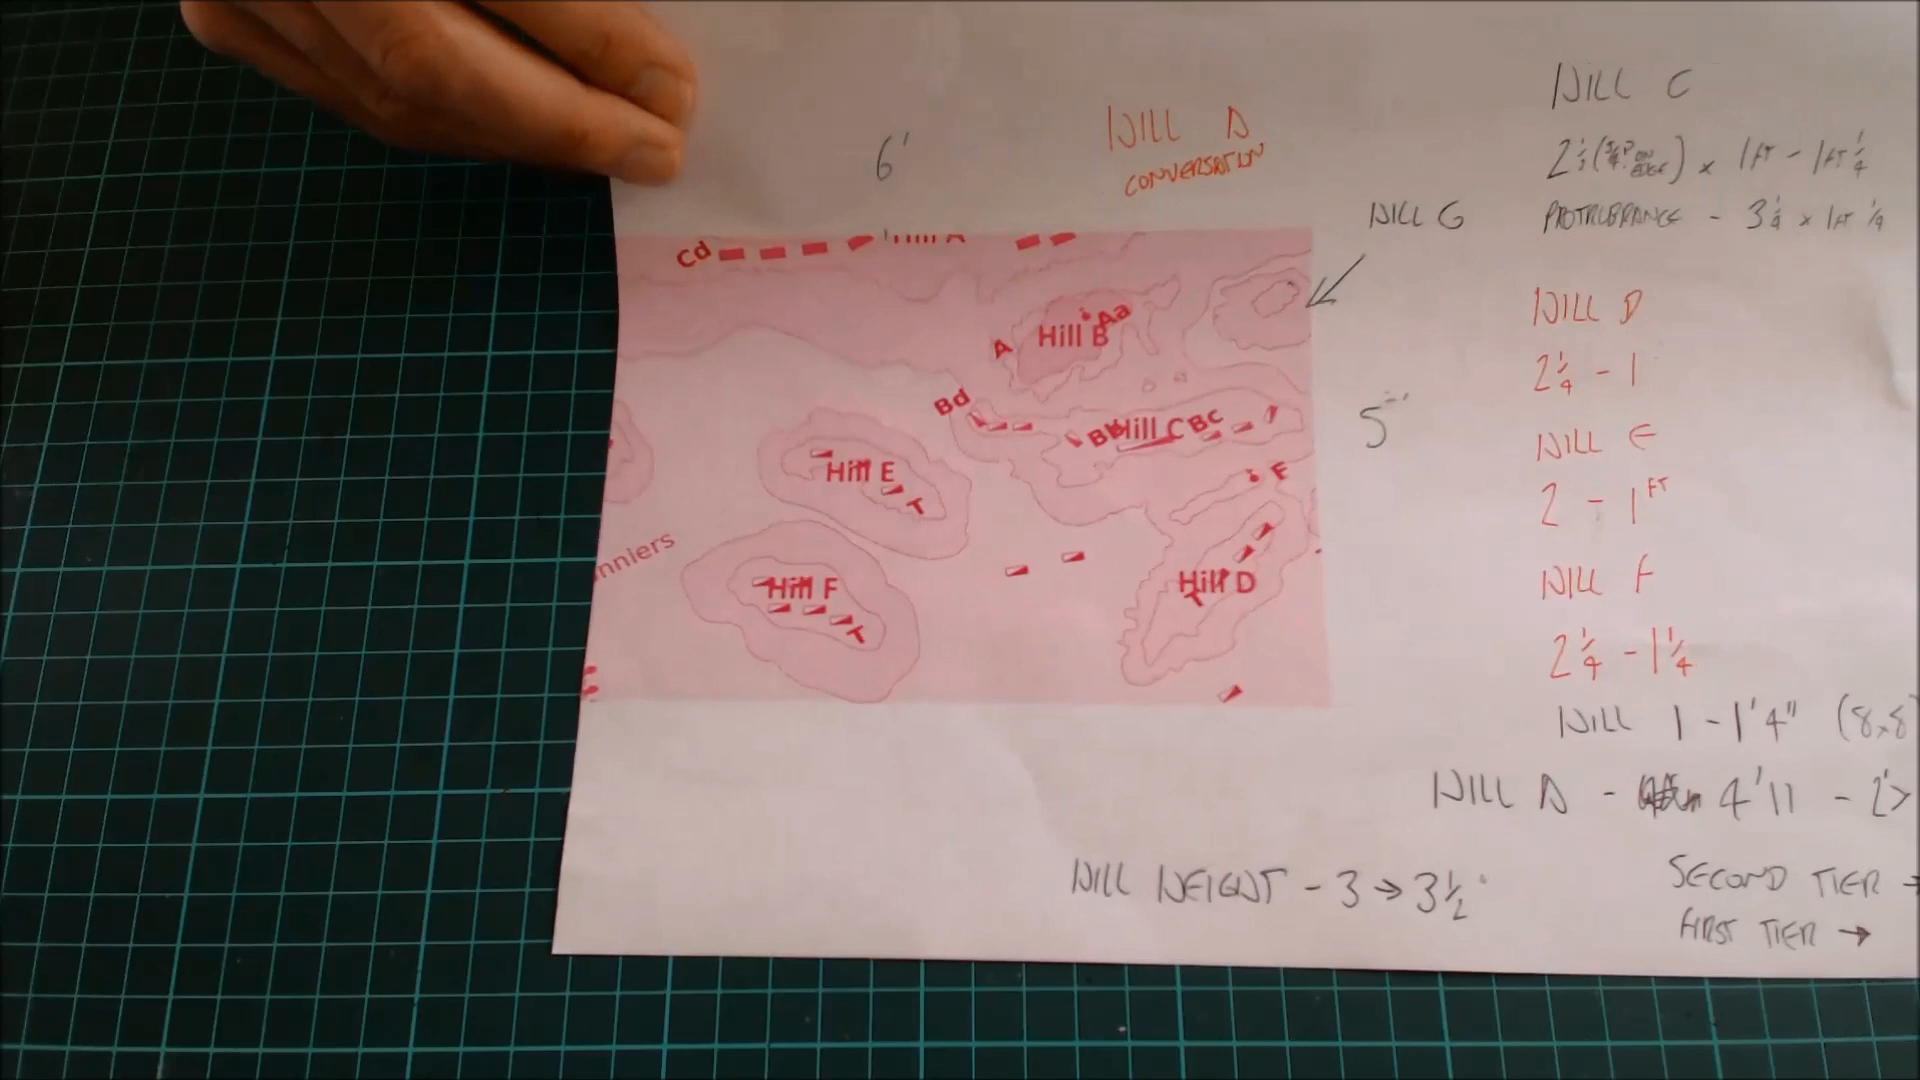 6'
HILL A
CONVERSATION
HILL G
Cd
Hill A
A
Hill B
Aa
Bd
Bb
Hill C
Bc
Hill E
T
E
nniers
Hill F
T
Hill D
T
5'
HILL C
2 1/2 ( ON EDGE) x 1FT - 1FT 1/4
PROTRUBRANCE - 3 1/4 x 1FT 1/4
HILL D
2 1/4 - 1
HILL E
2 - 1FT
HILL F
2 1/4 - 1 1/4
HILL 1 - 1'4" (8x8
HILL A - 4'11 - 2'
HILL HEIGHT - 3 → 3 1/2"
SECOND TIER →
FIRST TIER →